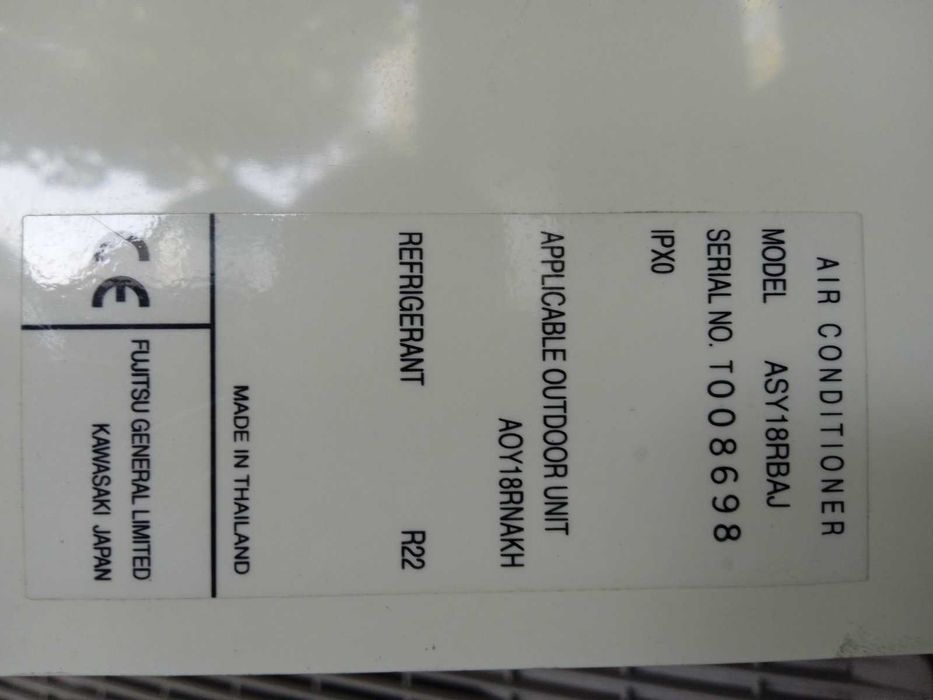 AIR CONDITIONER
MODEL ASY18RBAJ
SERIAL NO. T008698
IPX0
APPLICABLE OUTDOOR UNIT
AOY18RNAKH
REFRIGERANT R22
MADE IN THAILAND
CE
FUJITSU GENERAL LIMITED
KAWASAKI JAPAN